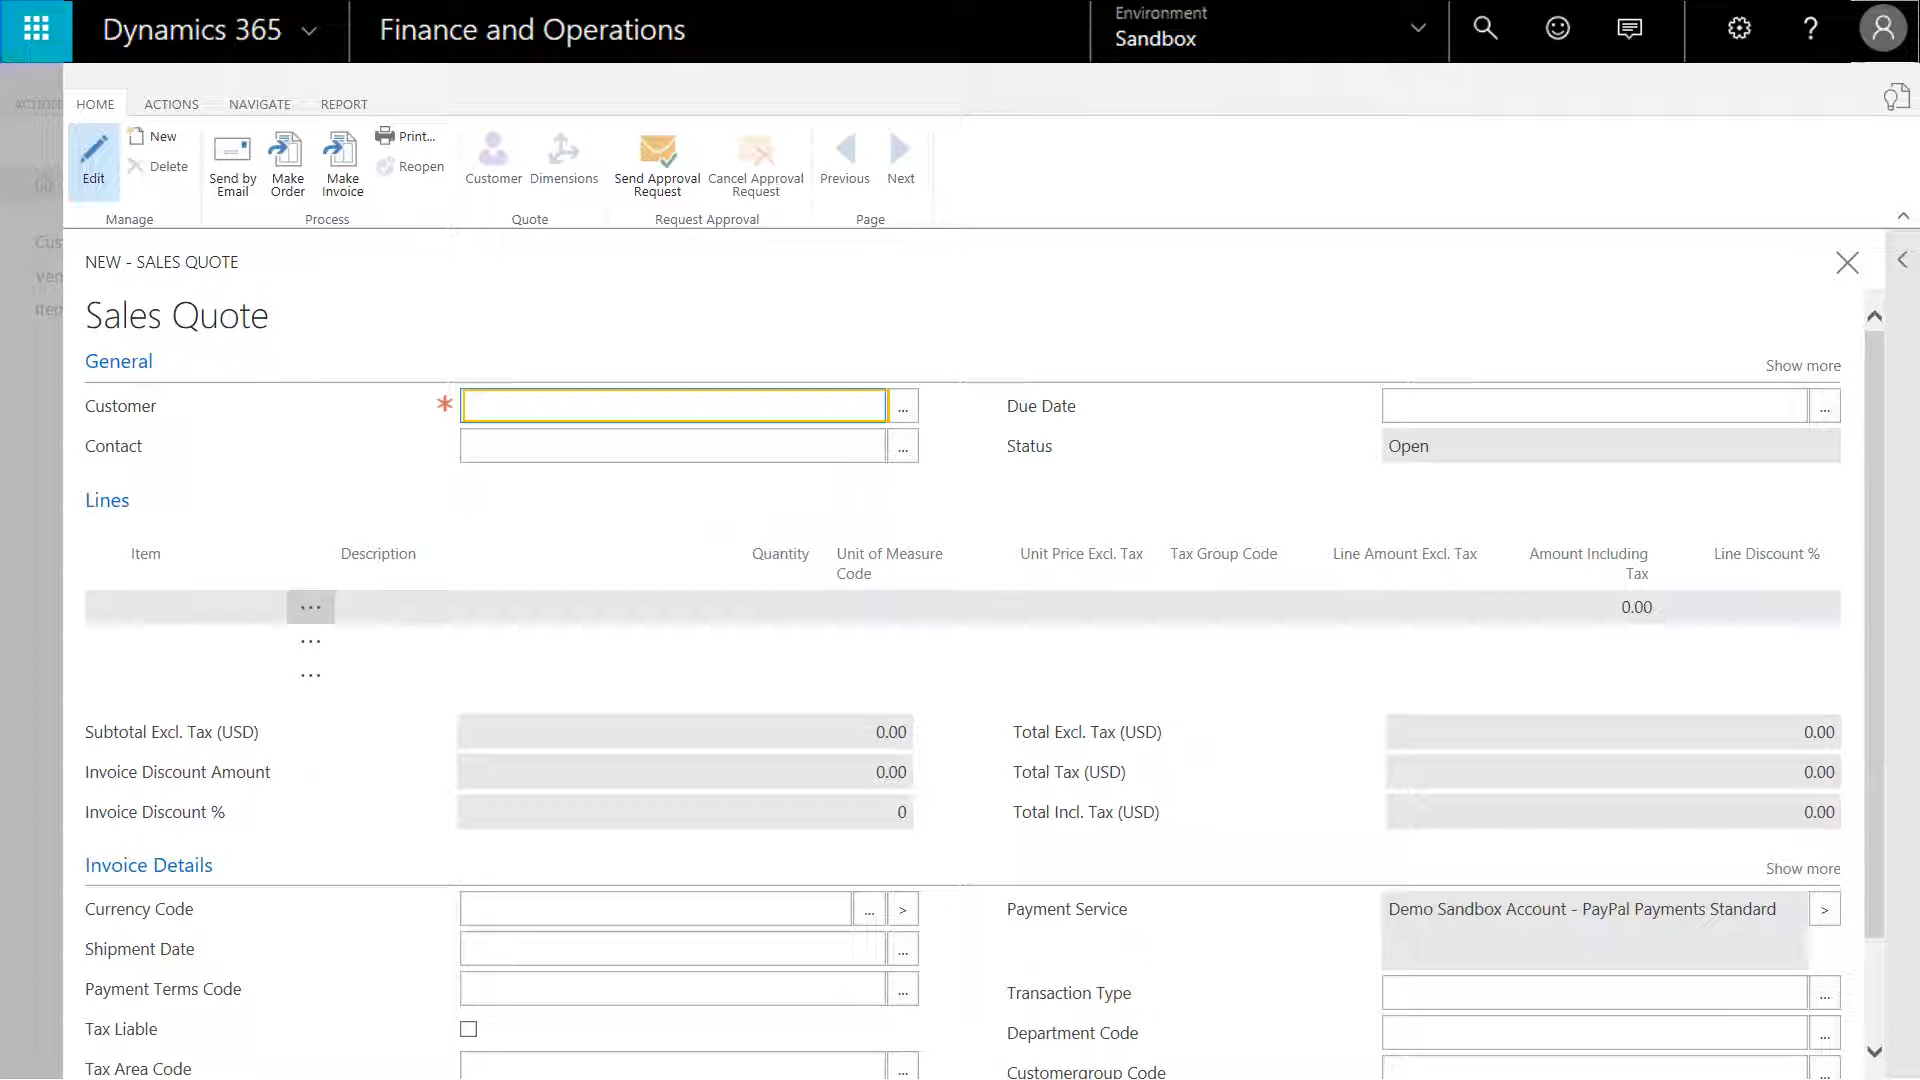 Dynamics 365
Finance and Operations
Environment
Sandbox
HOME
ACTIONS
NAVIGATE
REPORT
Edit
New
Delete
Send by
Email
Make
Order
Make
Invoice
Print...
Reopen
Customer
Dimensions
Send Approval
Request
Cancel Approval
Request
Previous
Next
Manage
Process
Quote
Request Approval
Page
NEW - SALES QUOTE
Sales Quote
General
Show more
Customer *
...
Due Date
...
Contact
...
Status
Open
Lines
Item
Description
Quantity
Unit of Measure
Code
Unit Price Excl. Tax
Tax Group Code
Line Amount Excl. Tax
Amount Including
Tax
Line Discount %
...
0.00
...
...
Subtotal Excl. Tax (USD)
0.00
Total Excl. Tax (USD)
0.00
Invoice Discount Amount
0.00
Total Tax (USD)
0.00
Invoice Discount %
0
Total Incl. Tax (USD)
0.00
Invoice Details
Show more
Currency Code
...
>
Payment Service
Demo Sandbox Account - PayPal Payments Standard
>
Shipment Date
...
Payment Terms Code
...
Transaction Type
...
Tax Liable
Department Code
...
Tax Area Code
...
Customergroup Code
...